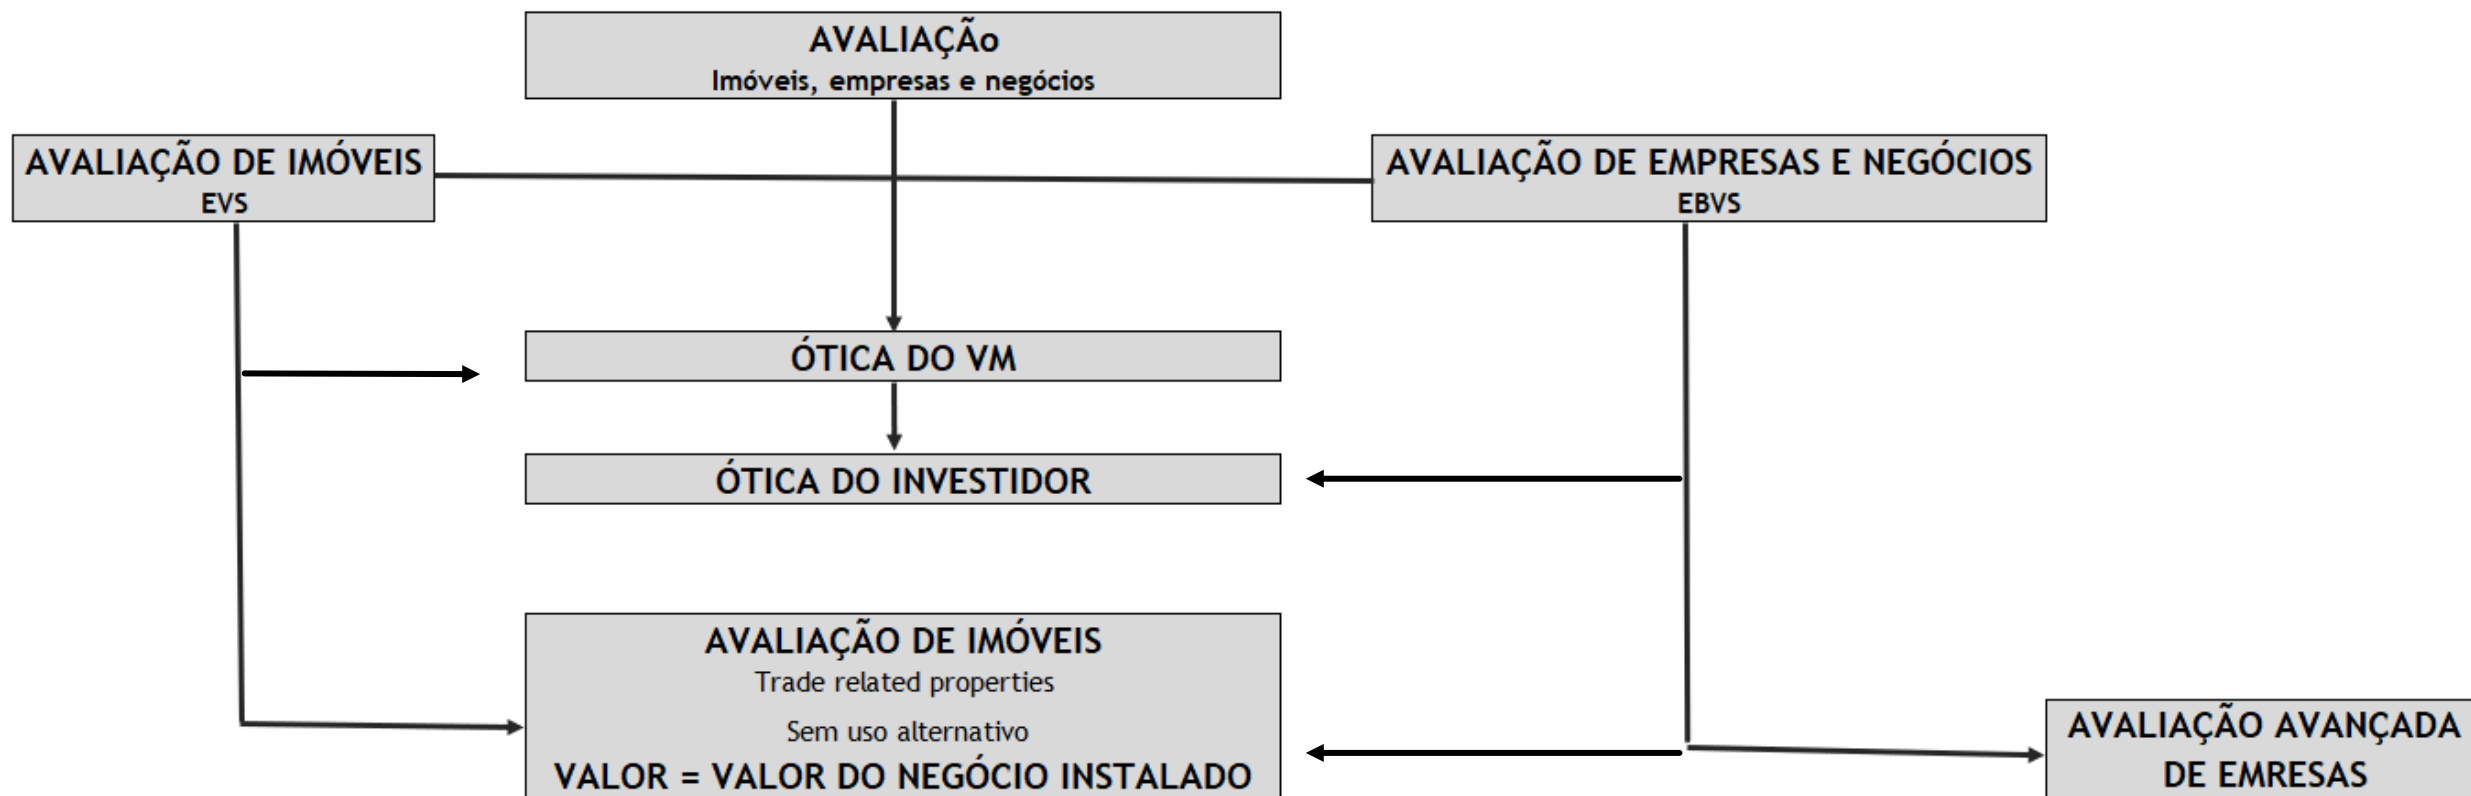 AVALIAÇÃo
Imóveis, empresas e negócios
AVALIAÇÃO DE IMÓVEIS
EVS
AVALIAÇÃO DE EMPRESAS E NEGÓCIOS
EBVS
ÓTICA DO VM
ÓTICA DO INVESTIDOR
AVALIAÇÃO DE IMÓVEIS
Trade related properties
Sem uso alternativo
VALOR = VALOR DO NEGÓCIO INSTALADO
AVALIAÇÃO AVANÇADA
DE EMRESAS